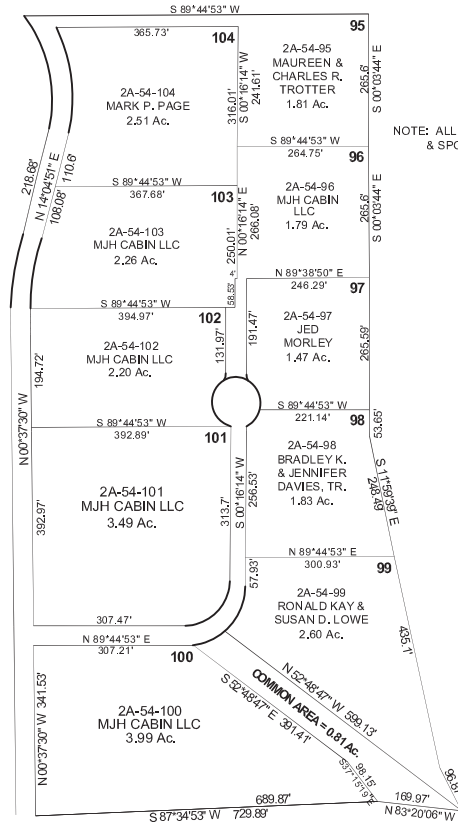 S 89°44'53" W
365.73'
104
95
2A-54-104
MARK P. PAGE
2.51 Ac.
316.01'
S 00°16'14" W
241.61'
2A-54-95
MAUREEN &
CHARLES R.
TROTTER
1.81 Ac.
265.6'
S 00°03'44" E
NOTE: ALL
& SPO
218.68'
N 14°04'51" E
110.6'
108.08'
S 89°44'53" W
367.68'
264.75'
96
103
2A-54-103
MJH CABIN LLC
2.26 Ac.
250.01'
N 00°16'14" E
266.08'
2A-54-96
MJH CABIN
LLC
1.79 Ac.
265.6'
S 00°03'44" E
4'
58.53'
N 89°38'50" E
246.29'
97
S 89°44'53" W
394.97'
102
2A-54-102
MJH CABIN LLC
2.20 Ac.
194.72'
131.97'
191.47'
2A-54-97
JED
MORLEY
1.47 Ac.
265.59'
N 00°37'30" W
S 89°44'53" W
392.89'
101
S 89°44'53" W
221.14'
98
53.65'
2A-54-101
MJH CABIN LLC
3.49 Ac.
392.97'
313.7'
S 00°16'14" W
256.53'
2A-54-98
BRADLEY K.
& JENNIFER
DAVIES, TR.
1.83 Ac.
S 11°59'39" E
248.49'
57.93'
N 89°44'53" E
300.93'
99
2A-54-99
RONALD KAY &
SUSAN D. LOWE
2.60 Ac.
435.1'
307.47'
N 89°44'53" E
307.21'
100
2A-54-100
MJH CABIN LLC
3.99 Ac.
N 00°37'30" W 341.53'
N 52°48'47" W 599.13'
COMMON AREA = 0.81 Ac.
S 52°48'47" E 391.41'
98.15'
S37°15'19"E
96.8
689.87'
S 87°34'53" W 729.89'
169.97'
N 83°20'06" W